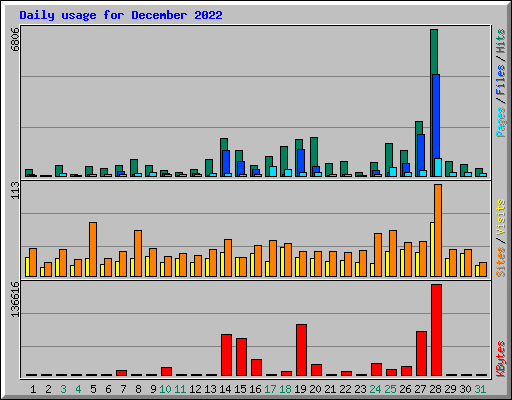 Daily usage for December 2022
6806
Pages / Files / Hits
113
Sites / Visits
136616
KBytes
1 2 3 4 5 6 7 8 9 10 11 12 13 14 15 16 17 18 19 20 21 22 23 24 25 26 27 28 29 30 31